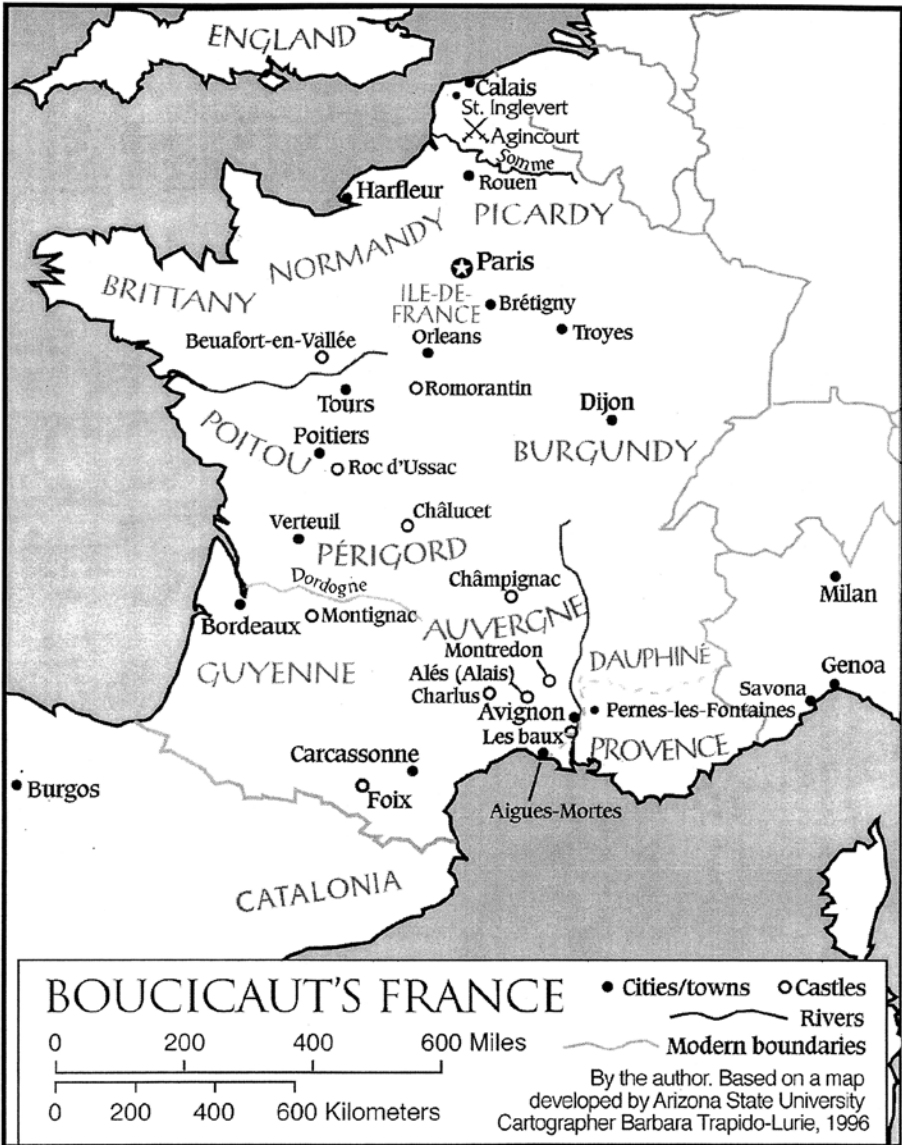 ENGLAND
Calais
St. Inglevert
Agincourt
Somme
Rouen
Harfleur
PICARDY
NORMANDY
Paris
BRITTANY
ILE-DE-
FRANCE
Brétigny
Troyes
Orleans
Beuafort-en-Vallée
Romorantin
Tours
Dijon
POITOU
Poitiers
BURGUNDY
Roc d'Ussac
Châlucet
Verteuil
PÉRIGORD
Dordogne
Châmpignac
Milan
Bordeaux
Montignac
AUVERGNE
Montredon
DAUPHINÉ
GUYENNE
Alés (Alais)
Genoa
Charlus
Savona
Avignon
Pernes-les-Fontaines
Les baux
PROVENCE
Carcassonne
Burgos
Foix
Aigues-Mortes
CATALONIA
BOUCICAUT'S FRANCE
Cities/towns
Castles
Rivers
Modern boundaries
0 200 400 600 Miles
0 200 400 600 Kilometers
By the author. Based on a map
developed by Arizona State University
Cartographer Barbara Trapido-Lurie, 1996